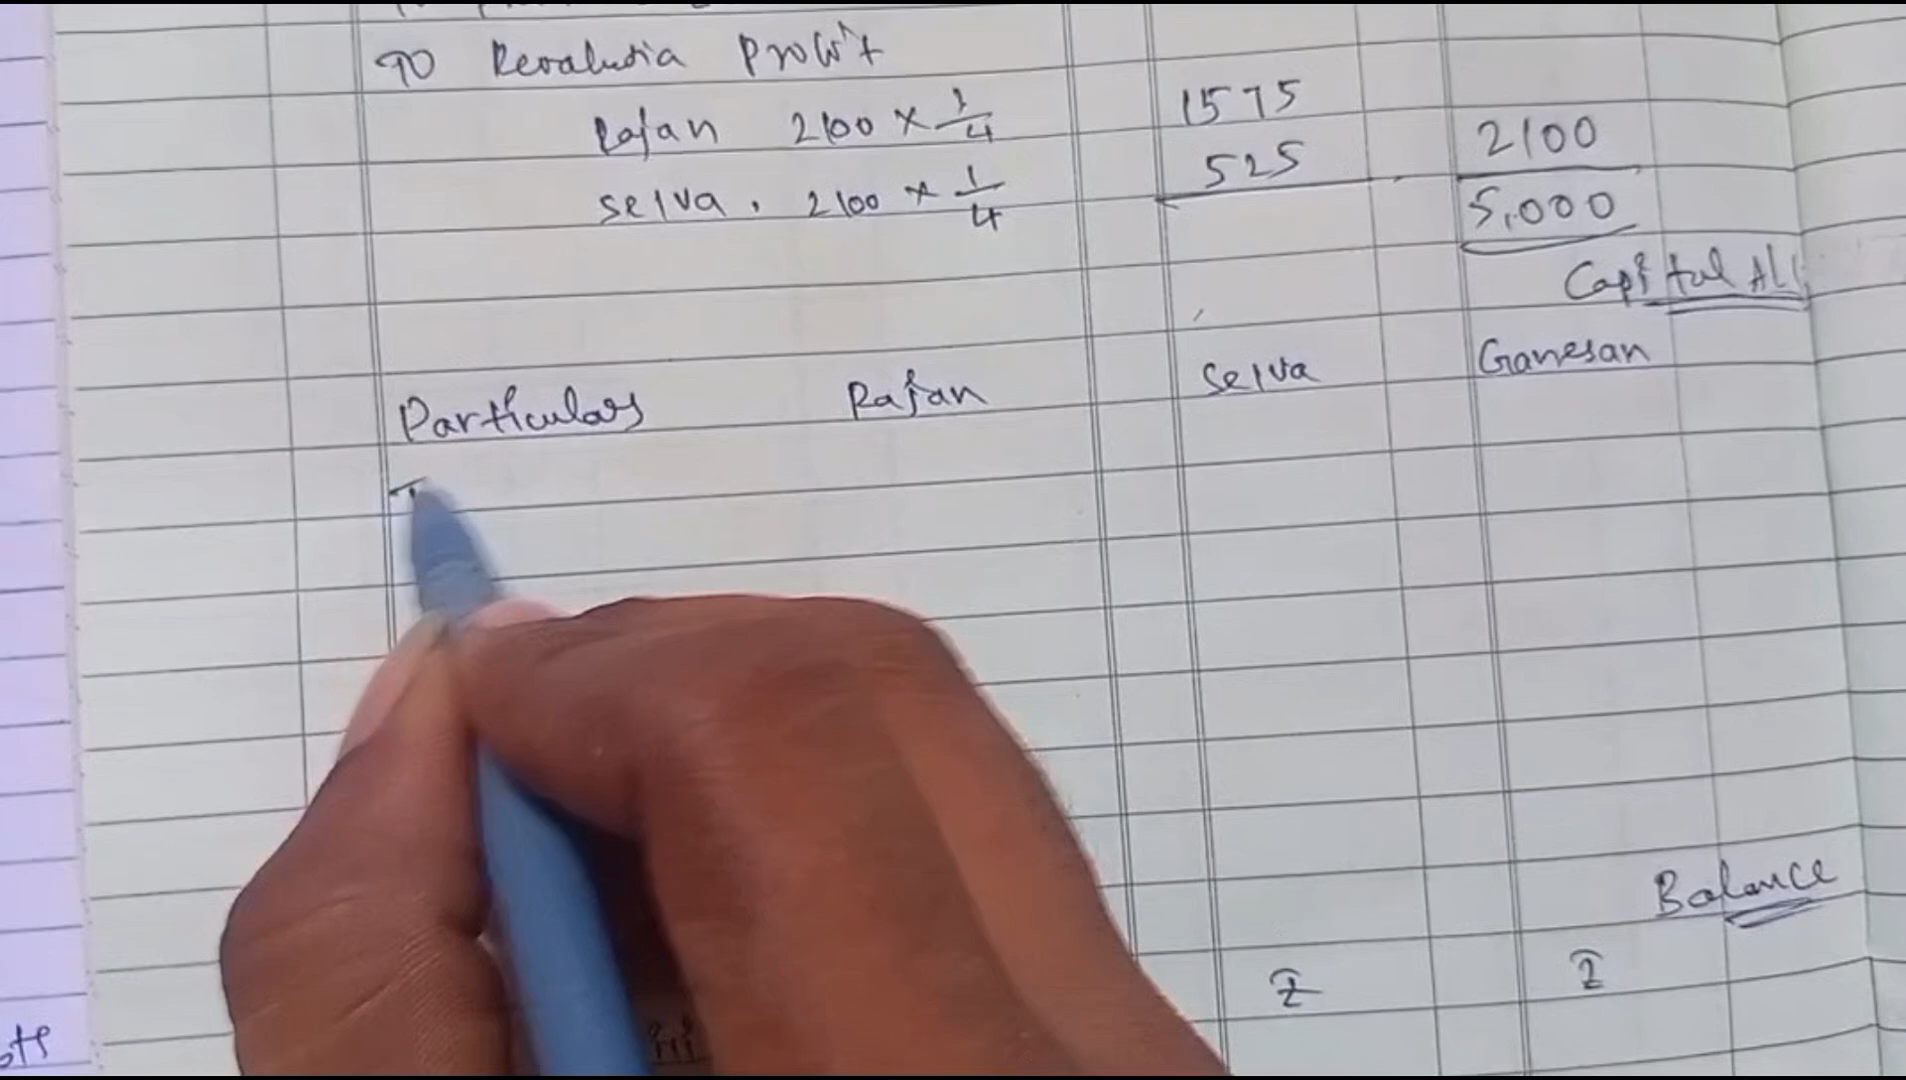 To Revaluation Profit
Rajan 2100 × 3/4 1575
2100
Selva. 2100 × 1/4 525
5,000
Capital A/c
Particulars Rajan Selva Ganesan
T
Balance
₹ ₹